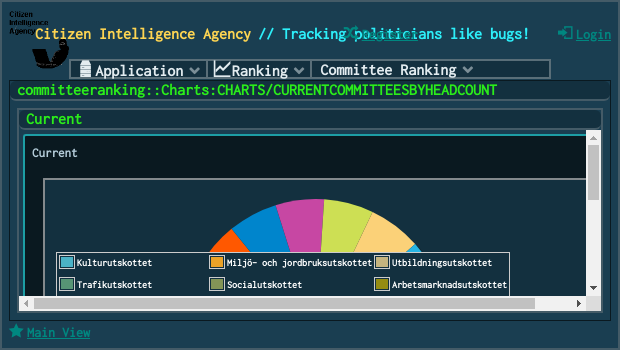 Citizen
Intelligence
Agency
Citizen Intelligence Agency // Tracking politicians like bugs!
Register
Login
Application
Ranking
Committee Ranking
committeeranking::Charts:CHARTS/CURRENTCOMMITTEESBYHEADCOUNT
Current
Current
Kulturutskottet
Miljö- och jordbruksutskottet
Utbildningsutskottet
Trafikutskottet
Socialutskottet
Arbetsmarknadsutskottet
Main View